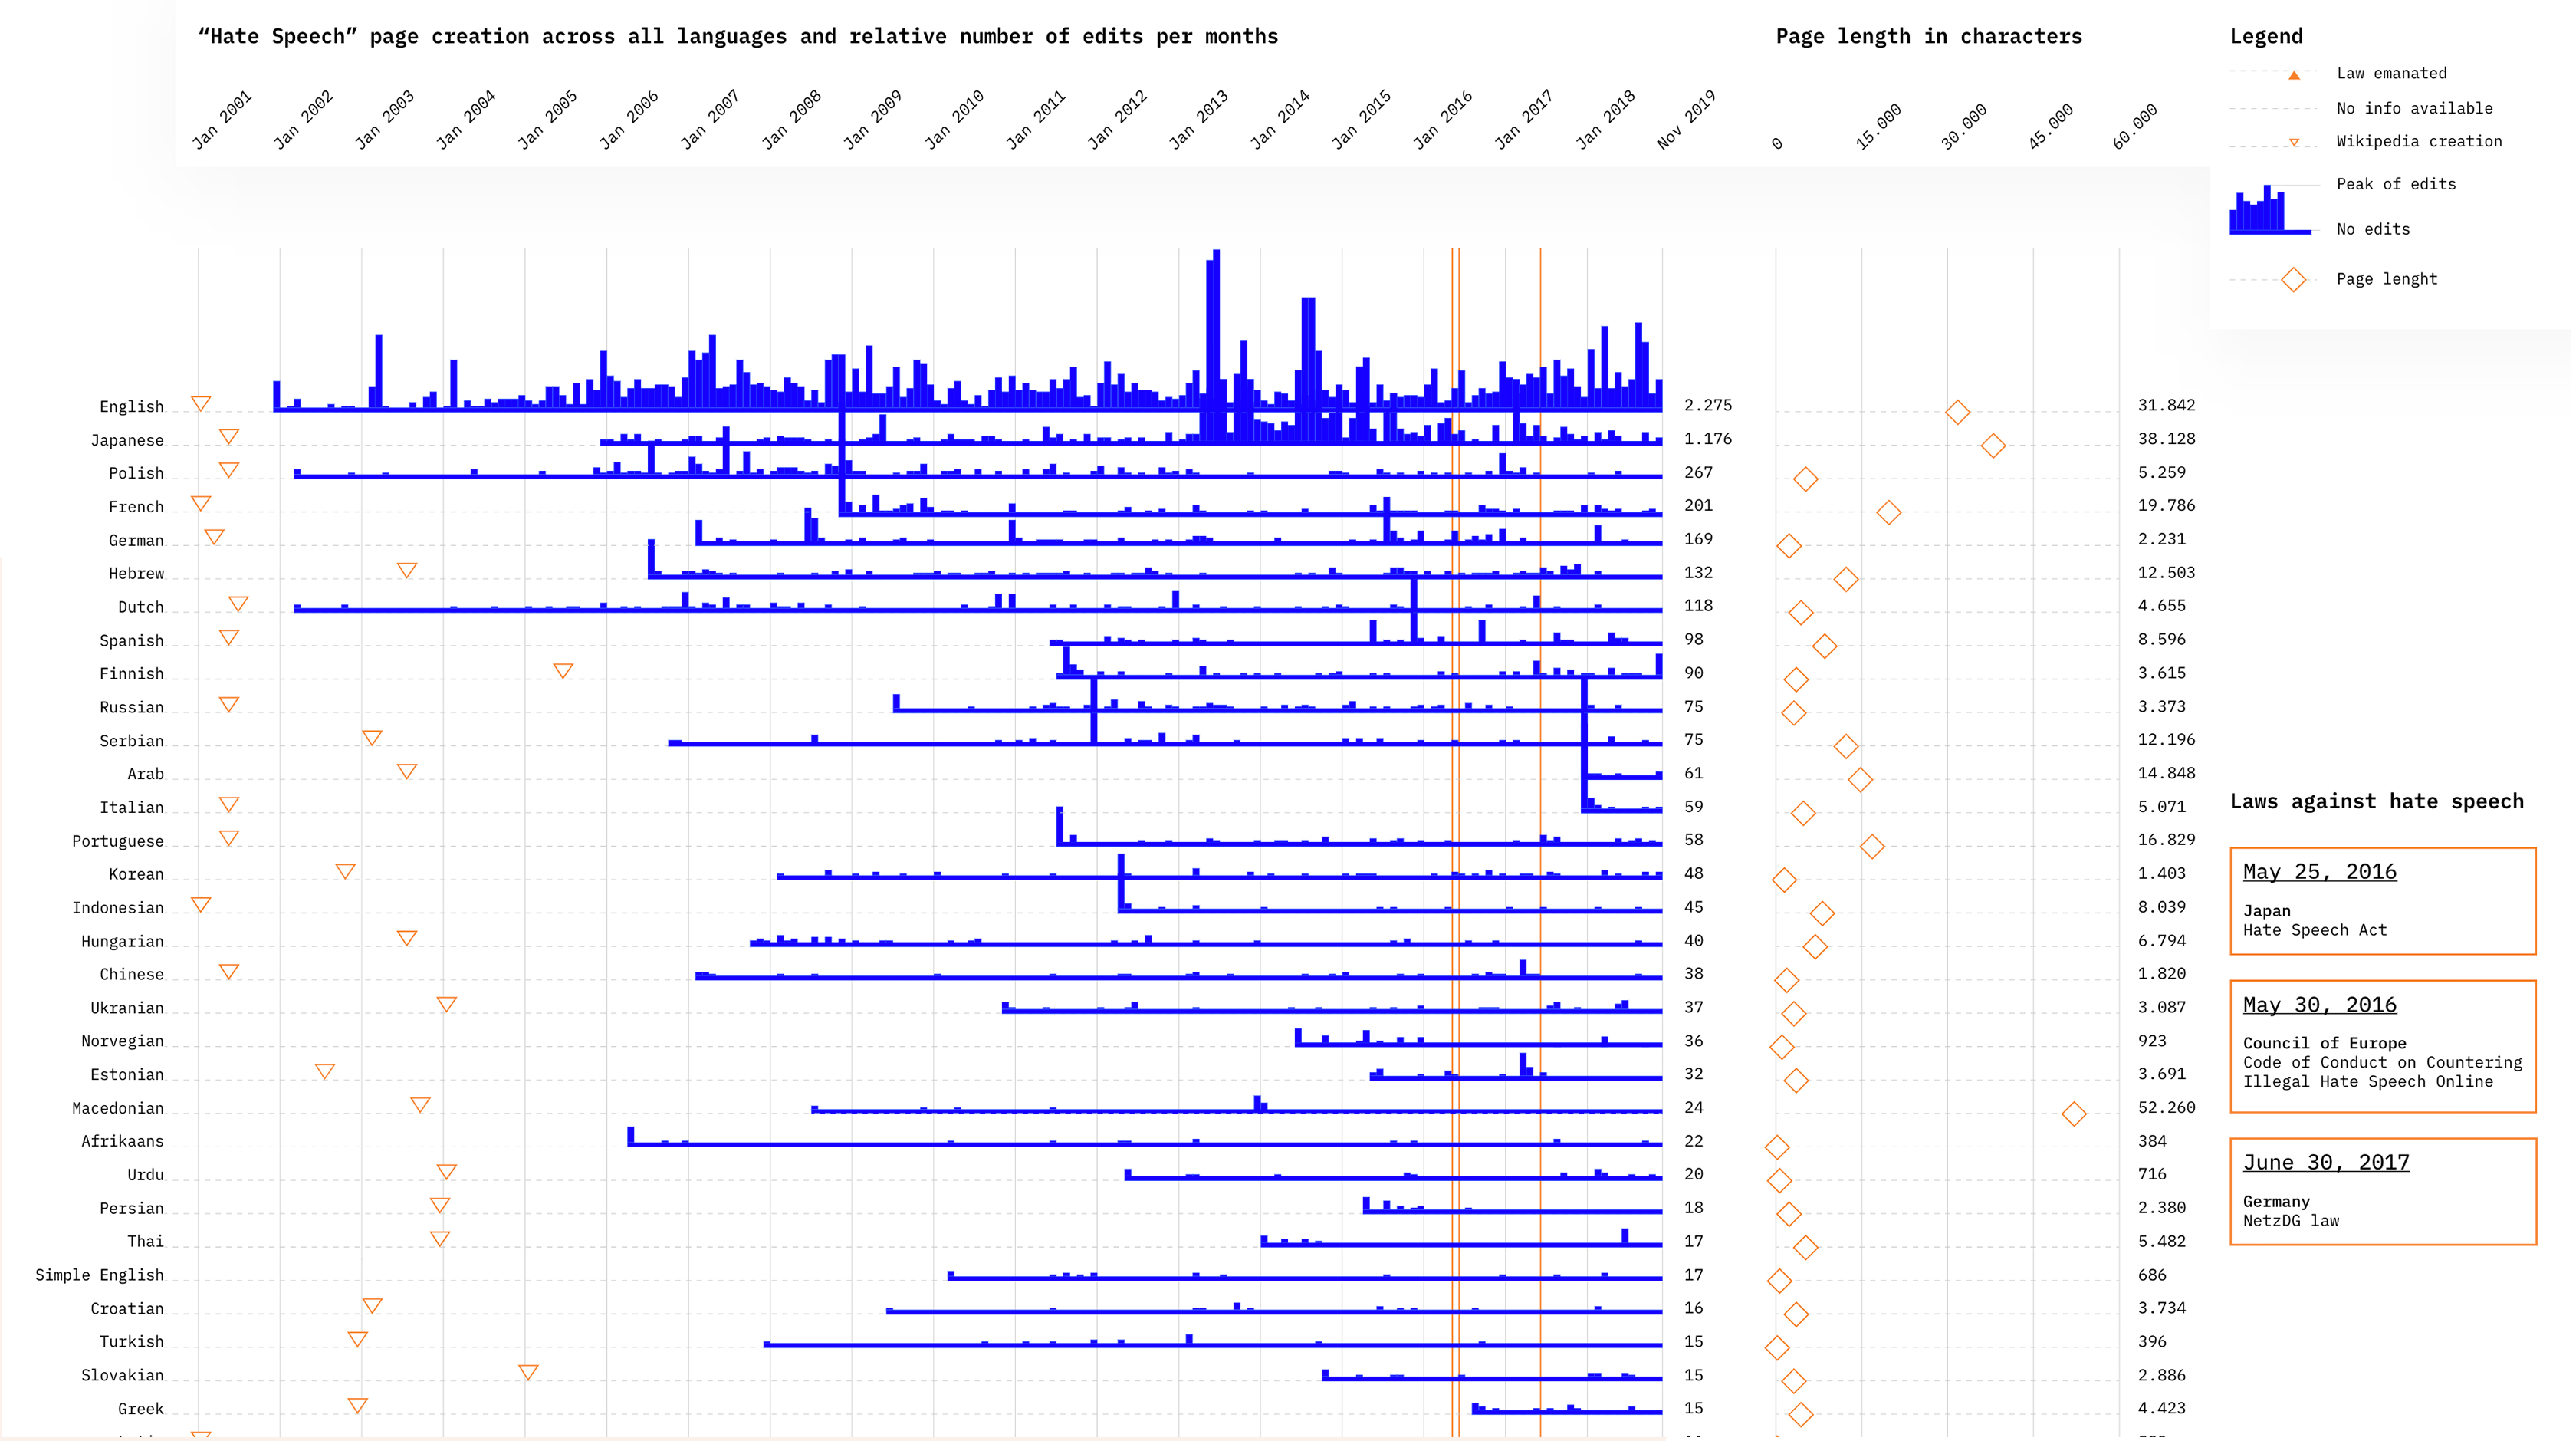 “Hate Speech” page creation across all languages and relative number of edits per months
Page length in characters
Legend
Jan 2001
Jan 2002
Jan 2003
Jan 2004
Jan 2005
Jan 2006
Jan 2007
Jan 2008
Jan 2009
Jan 2010
Jan 2011
Jan 2012
Jan 2013
Jan 2014
Jan 2015
Jan 2016
Jan 2017
Jan 2018
Nov 2019
0
15.000
30.000
45.000
60.000
Law emanated
No info available
Wikipedia creation
Peak of edits
No edits
Page lenght
English 2.275 31.842
Japanese 1.176 38.128
Polish 267 5.259
French 201 19.786
German 169 2.231
Hebrew 132 12.503
Dutch 118 4.655
Spanish 98 8.596
Finnish 90 3.615
Russian 75 3.373
Serbian 75 12.196
Arab 61 14.848
Italian 59 5.071
Portuguese 58 16.829
Korean 48 1.403
Indonesian 45 8.039
Hungarian 40 6.794
Chinese 38 1.820
Ukranian 37 3.087
Norvegian 36 923
Estonian 32 3.691
Macedonian 24 52.260
Afrikaans 22 384
Urdu 20 716
Persian 18 2.380
Thai 17 5.482
Simple English 17 686
Croatian 16 3.734
Turkish 15 396
Slovakian 15 2.886
Greek 15 4.423
Laws against hate speech
May 25, 2016
Japan
Hate Speech Act
May 30, 2016
Council of Europe
Code of Conduct on Countering
Illegal Hate Speech Online
June 30, 2017
Germany
NetzDG law